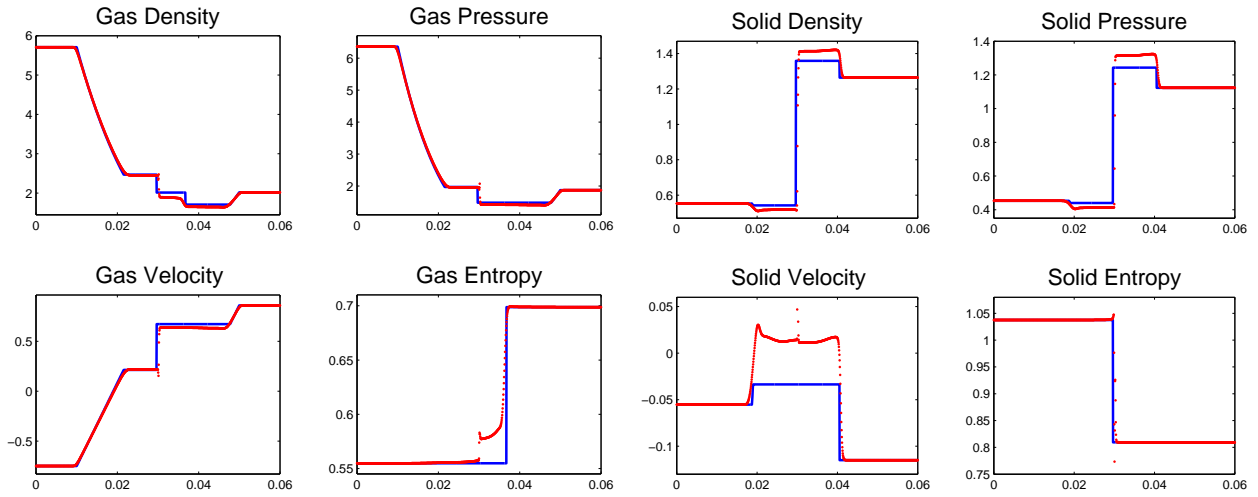 Gas Density
Gas Pressure
Solid Density
Solid Pressure
6
5
4
3
2
0 0.02 0.04 0.06
6
4
2
0 0.02 0.04 0.06
1.4
1.2
1
0.8
0.6
0 0.02 0.04 0.06
1.4
1.2
1
0.8
0.6
0.4
0 0.02 0.04 0.06
Gas Velocity
Gas Entropy
Solid Velocity
Solid Entropy
0.5
0
−0.5
0 0.02 0.04 0.06
0.7
0.65
0.6
0.55
0 0.02 0.04 0.06
0.05
0
−0.05
−0.1
0 0.02 0.04 0.06
1.05
1
0.95
0.9
0.85
0.8
0.75
0 0.02 0.04 0.06